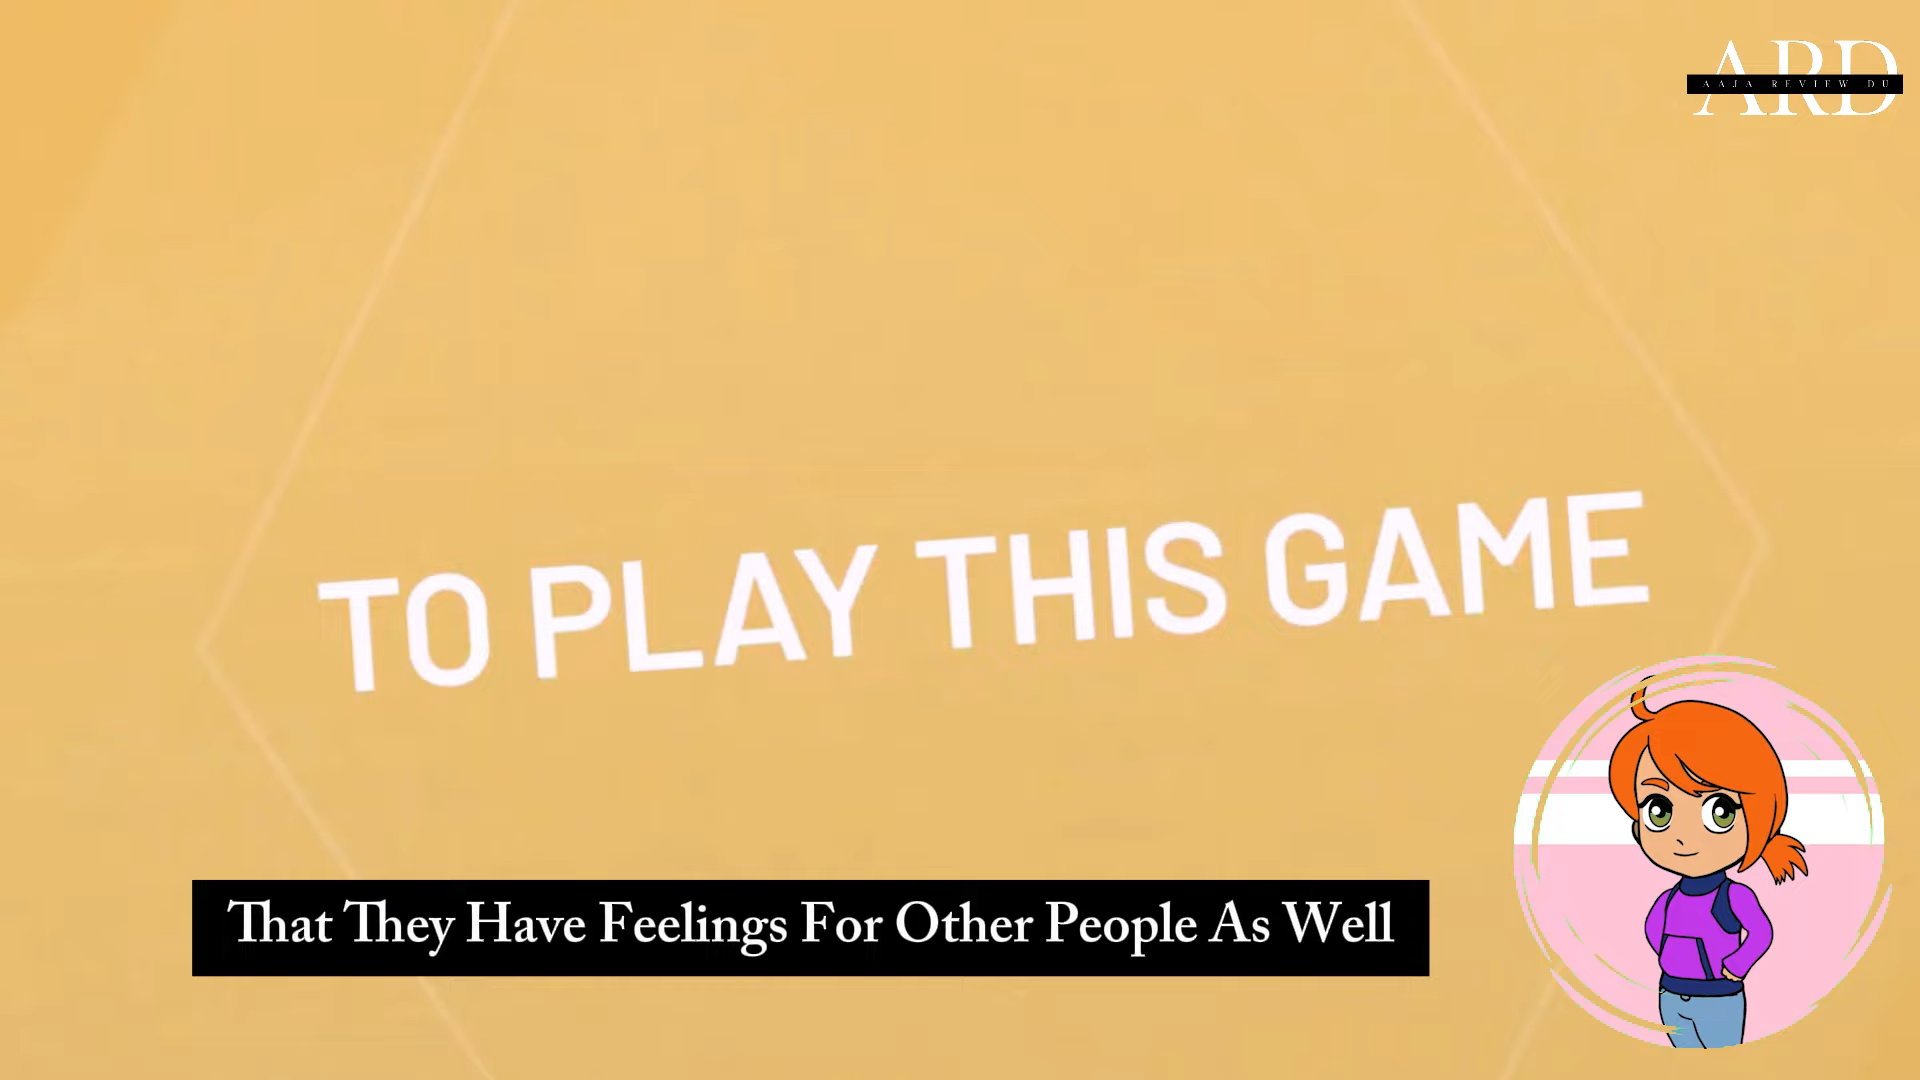 ARD
AAJA REVIEW DU
TO PLAY THIS GAME
That They Have Feelings For Other People As Well